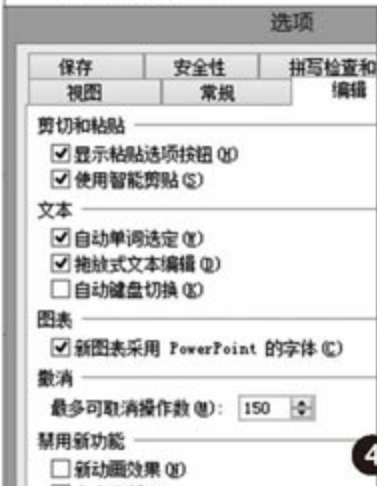 选项
保存 安全性 拼写检查和
视图 常规 编辑
剪切和粘贴
显示粘贴选项按钮(H)
使用智能剪贴(S)
文本
自动单词选定(W)
拖放式文本编辑(D)
自动键盘切换(K)
图表
新图表采用 PowerPoint 的字体(C)
撤消
最多可取消操作数(M): 150
禁用新功能
新动画效果(N)
4